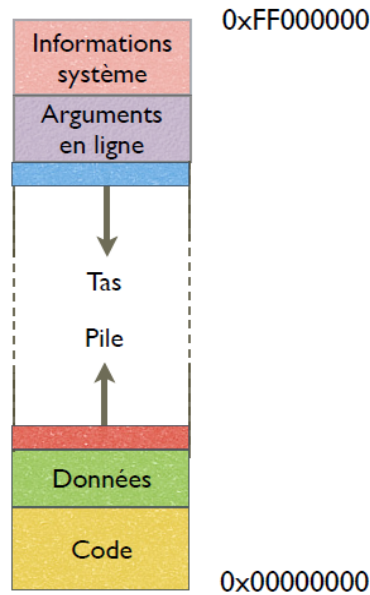 0xFF000000
Informations
système
Arguments
en ligne
Tas
Pile
Données
Code
0x00000000